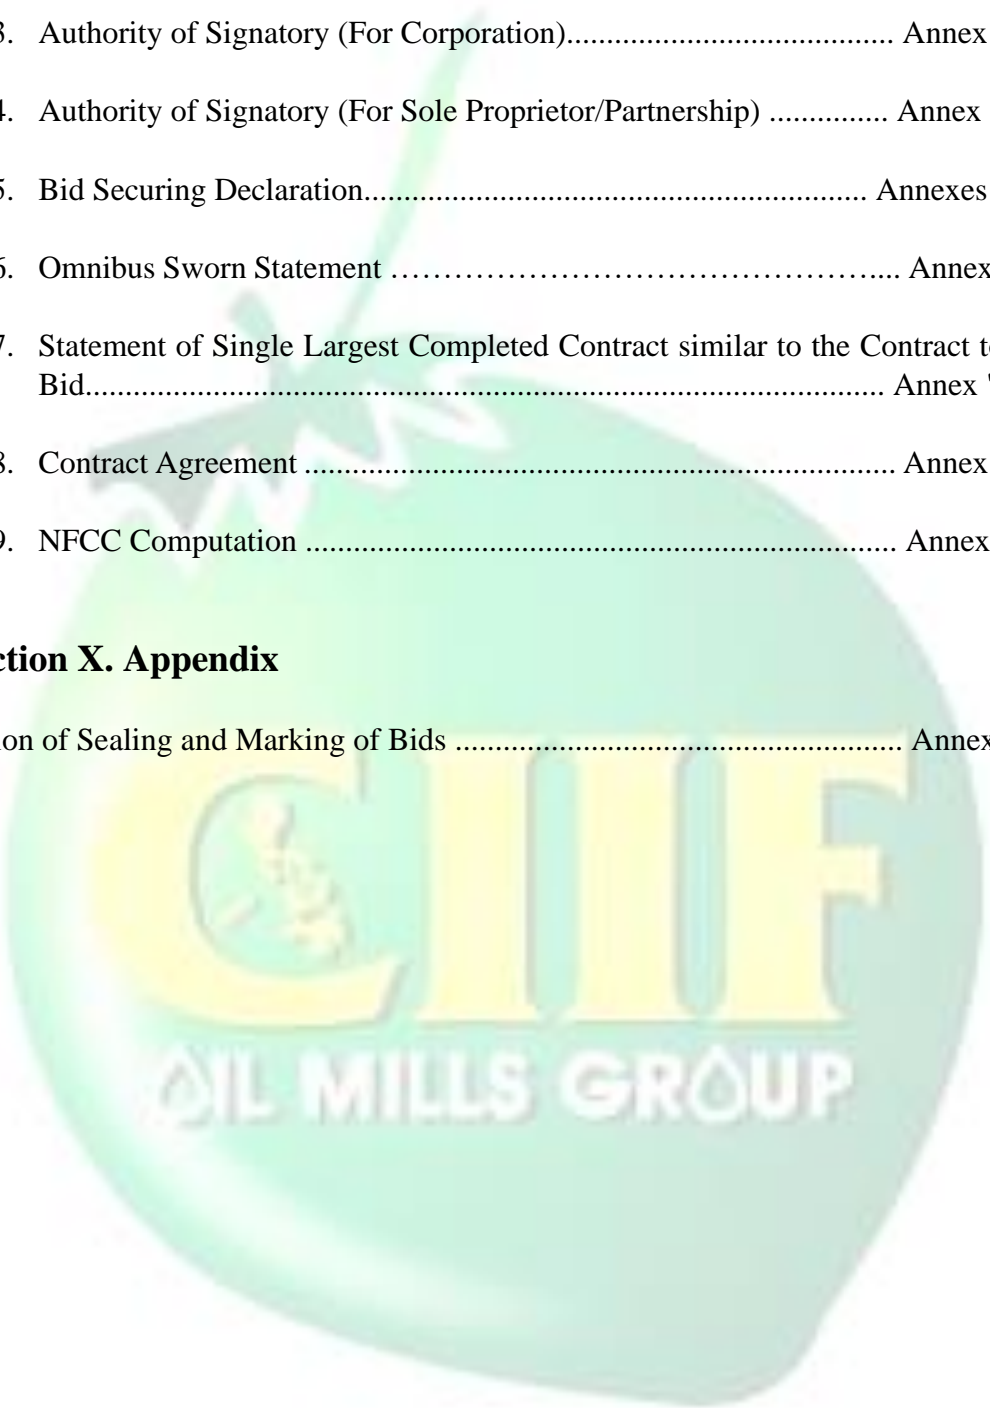 3. Authority of Signatory (For Corporation)......................................... Annex
4. Authority of Signatory (For Sole Proprietor/Partnership) ............... Annex
5. Bid Securing Declaration............................................................... Annexes
6. Omnibus Sworn Statement ………………………………………………….... Annex
7. Statement of Single Largest Completed Contract similar to the Contract to
Bid.................................................................................................... Annex "
8. Contract Agreement .......................................................................... Annex
9. NFCC Computation .......................................................................... Annex
ction X. Appendix
ion of Sealing and Marking of Bids ........................................................ Annex
CIIF
OIL MILLS GROUP